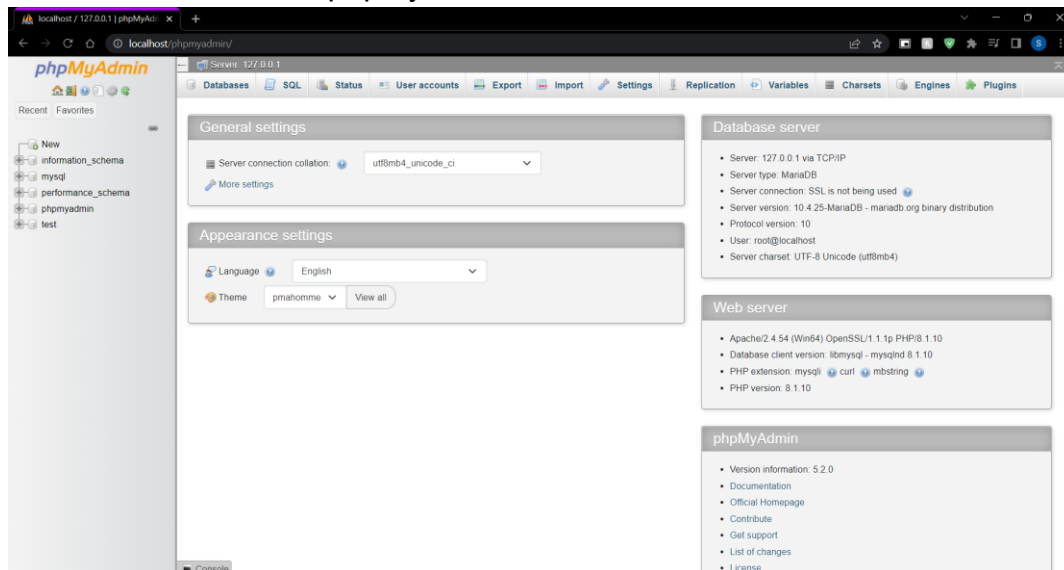 localhost / 127.0.0.1 | phpMyAdm
localhost/phpmyadmin/
phpMyAdmin
Recent Favorites
New
information_schema
mysql
performance_schema
phpmyadmin
test
Server: 127.0.0.1
Databases SQL Status User accounts Export Import Settings Replication Variables Charsets Engines Plugins
General settings
Server connection collation: utf8mb4_unicode_ci
More settings
Appearance settings
Language English
Theme pmahomme View all
Database server
Server: 127.0.0.1 via TCP/IP
Server type: MariaDB
Server connection: SSL is not being used
Server version: 10.4.25-MariaDB - mariadb.org binary distribution
Protocol version: 10
User: root@localhost
Server charset: UTF-8 Unicode (utf8mb4)
Web server
Apache/2.4.54 (Win64) OpenSSL/1.1.1p PHP/8.1.10
Database client version: libmysql - mysqlnd 8.1.10
PHP extension: mysqli curl mbstring
PHP version: 8.1.10
phpMyAdmin
Version information: 5.2.0
Documentation
Official Homepage
Contribute
Get support
List of changes
License
Console